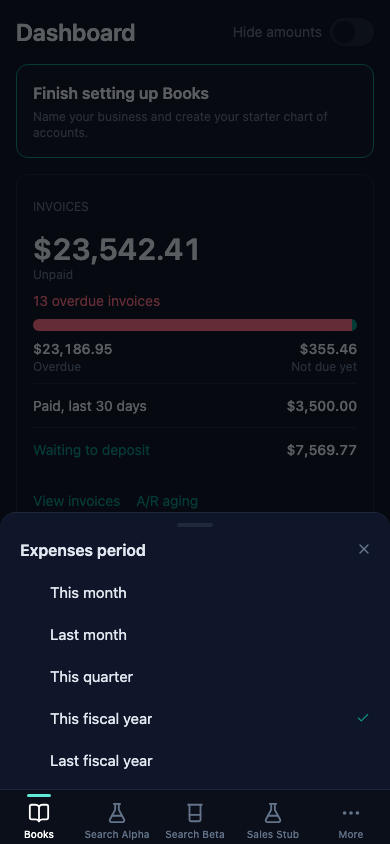 Dashboard
Hide amounts
Finish setting up Books
Name your business and create your starter chart of
accounts.
INVOICES
$23,542.41
Unpaid
13 overdue invoices
$23,186.95
$355.46
Overdue
Not due yet
Paid, last 30 days
$3,500.00
Waiting to deposit
$7,569.77
View invoices
A/R aging
Expenses period
This month
Last month
This quarter
This fiscal year
Last fiscal year
Books
Search Alpha
Search Beta
Sales Stub
More